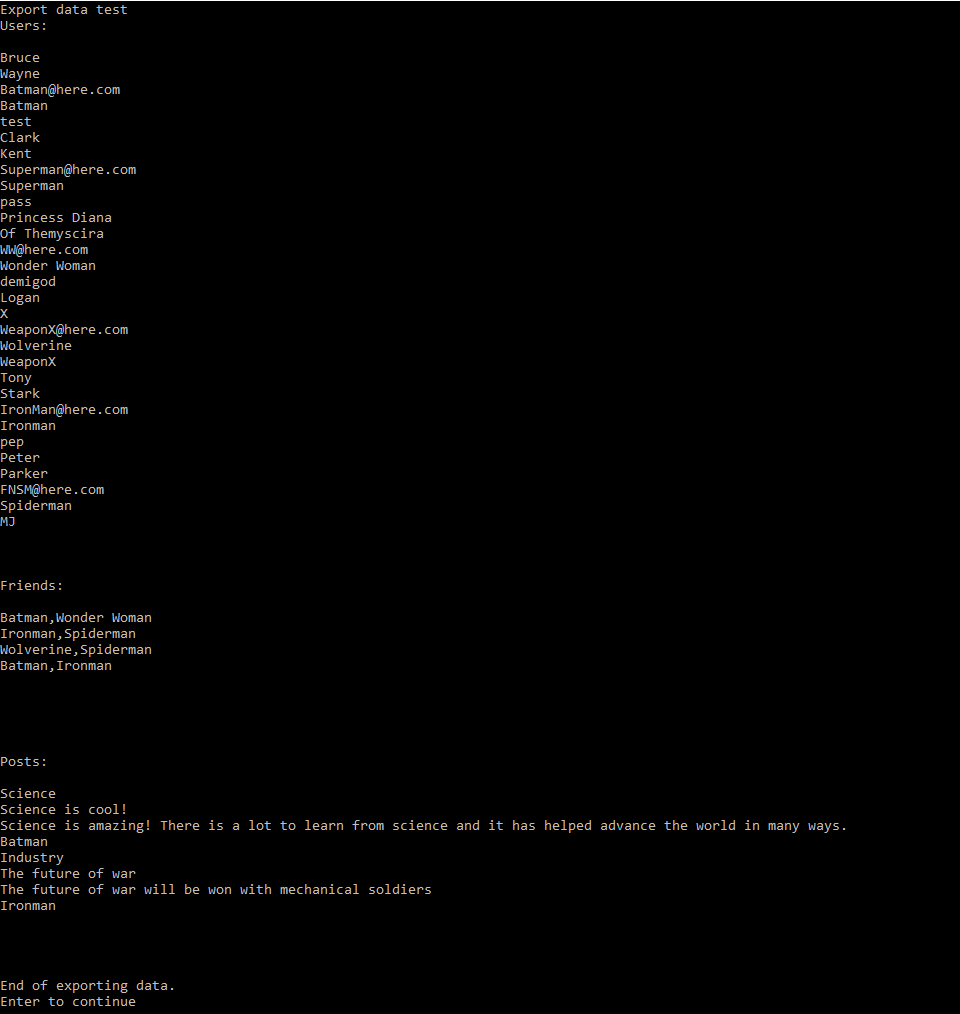 Export data test
Users:
Bruce
Wayne
Batman@here.com
Batman
test
Clark
Kent
Superman@here.com
Superman
pass
Princess Diana
Of Themyscira
WW@here.com
Wonder Woman
demigod
Logan
X
WeaponX@here.com
Wolverine
WeaponX
Tony
Stark
IronMan@here.com
Ironman
pep
Peter
Parker
FNSM@here.com
Spiderman
MJ
Friends:
Batman,Wonder Woman
Ironman,Spiderman
Wolverine,Spiderman
Batman,Ironman
Posts:
Science
Science is cool!
Science is amazing! There is a lot to learn from science and it has helped advance the world in many ways.
Batman
Industry
The future of war
The future of war will be won with mechanical soldiers
Ironman
End of exporting data.
Enter to continue